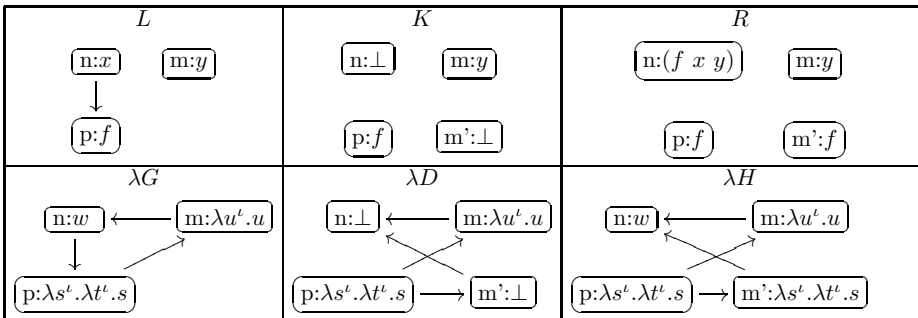 L K R
n:x m:y n:⊥ m:y n:(f x y) m:y
p:f p:f m':⊥ p:f m':f
λG λD λH
n:w m:λu^ι.u n:⊥ m:λu^ι.u n:w m:λu^ι.u
p:λs^ι.λt^ι.s p:λs^ι.λt^ι.s m':⊥ p:λs^ι.λt^ι.s m':λs^ι.λt^ι.s